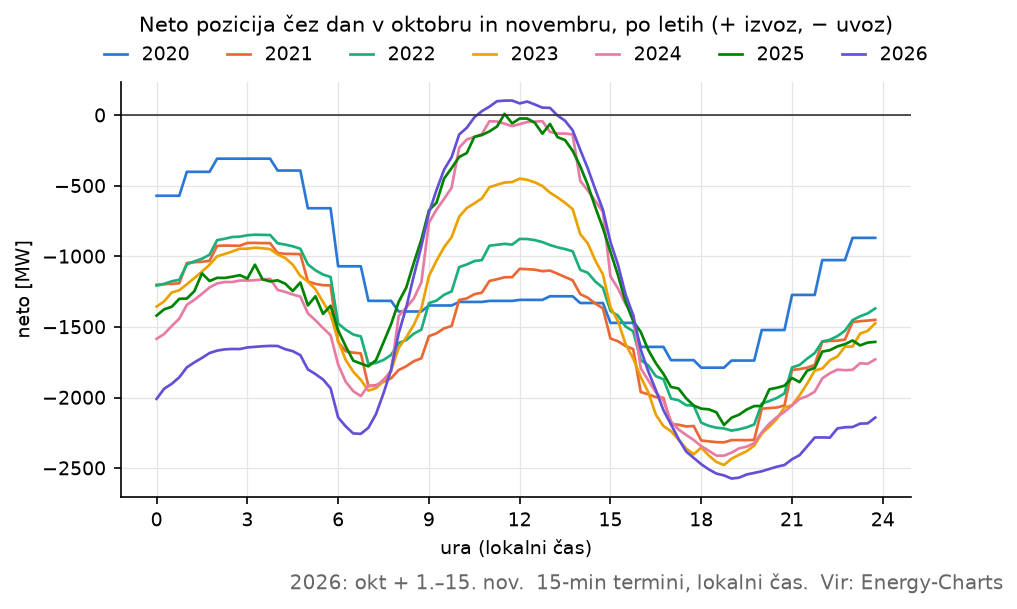 Neto pozicija čez dan v oktobru in novembru, po letih (+ izvoz, − uvoz)
2020 2021 2022 2023 2024 2025 2026
0
−500
−1000
−1500
−2000
−2500
neto [MW]
0 3 6 9 12 15 18 21 24
ura (lokalni čas)
2026: okt + 1.–15. nov.  15-min termini, lokalni čas.  Vir: Energy-Charts